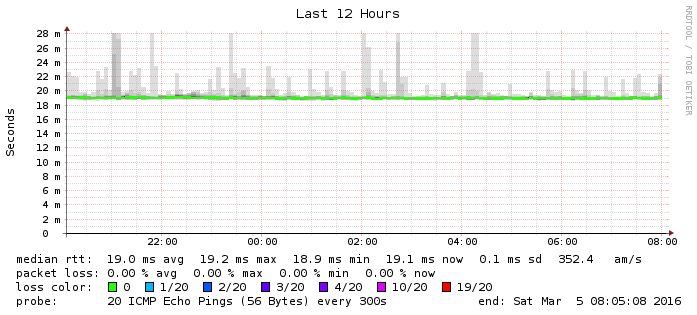 Last 12 Hours
RRDTOOL / TOBI OETIKER
Seconds
28 m
26 m
24 m
22 m
20 m
18 m
16 m
14 m
12 m
10 m
8 m
6 m
4 m
2 m
0
22:00 00:00 02:00 04:00 06:00 08:00
median rtt: 19.0 ms avg 19.2 ms max 18.9 ms min 19.1 ms now 0.1 ms sd 352.4 am/s
packet loss: 0.00 % avg 0.00 % max 0.00 % min 0.00 % now
loss color: 0 1/20 2/20 3/20 4/20 10/20 19/20
probe: 20 ICMP Echo Pings (56 Bytes) every 300s end: Sat Mar 5 08:05:08 2016